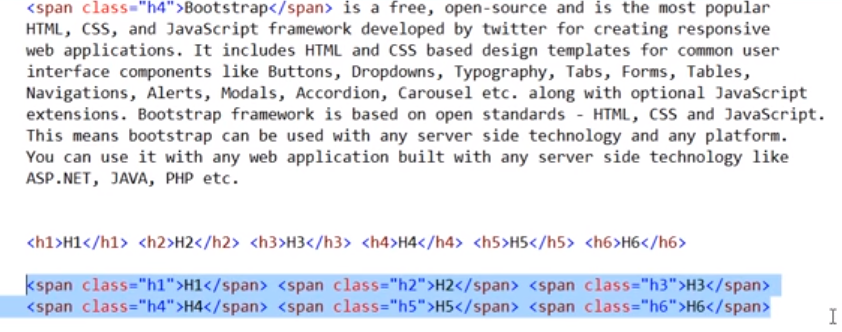 <span class="h4">Bootstrap</span> is a free, open-source and is the most popular
HTML, CSS, and JavaScript framework developed by twitter for creating responsive
web applications. It includes HTML and CSS based design templates for common user
interface components like Buttons, Dropdowns, Typography, Tabs, Forms, Tables,
Navigations, Alerts, Modals, Accordion, Carousel etc. along with optional JavaScript
extensions. Bootstrap framework is based on open standards - HTML, CSS and JavaScript.
This means bootstrap can be used with any server side technology and any platform.
You can use it with any web application built with any server side technology like
ASP.NET, JAVA, PHP etc.
<h1>H1</h1> <h2>H2</h2> <h3>H3</h3> <h4>H4</h4> <h5>H5</h5> <h6>H6</h6>
<span class="h1">H1</span> <span class="h2">H2</span> <span class="h3">H3</span>
<span class="h4">H4</span> <span class="h5">H5</span> <span class="h6">H6</span>